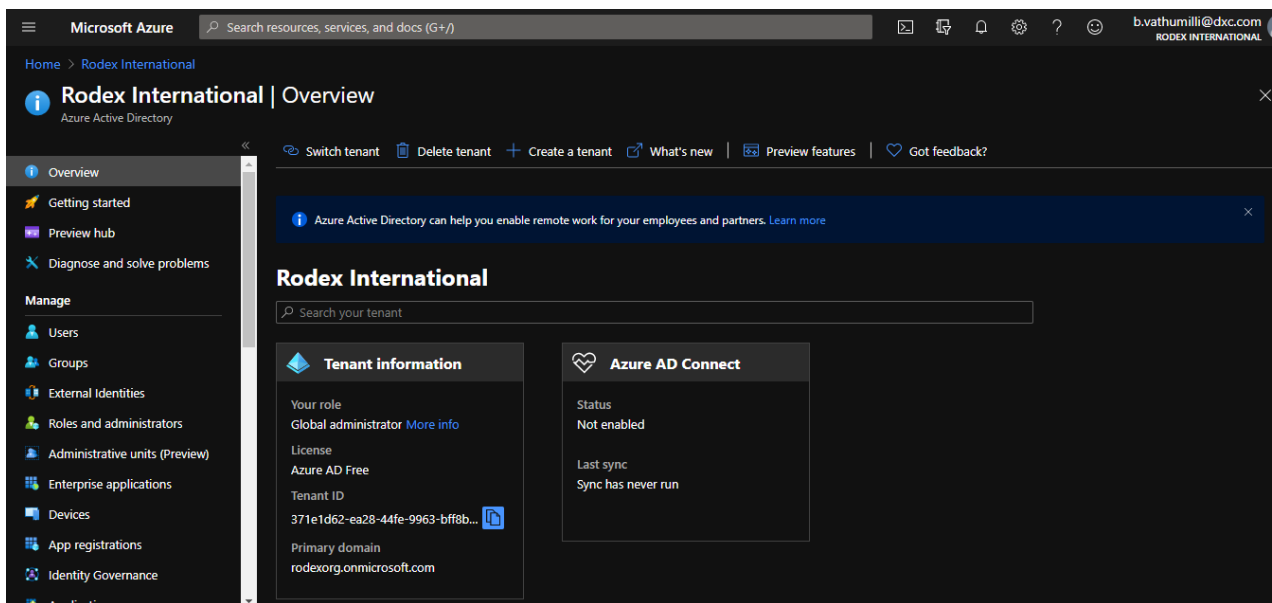 Microsoft Azure
Search resources, services, and docs (G+/)
b.vathumilli@dxc.com
RODEX INTERNATIONAL
Home > Rodex International
Rodex International | Overview
Azure Active Directory
Switch tenant
Delete tenant
Create a tenant
What's new
Preview features
Got feedback?
Overview
Getting started
Preview hub
Diagnose and solve problems
Manage
Users
Groups
External Identities
Roles and administrators
Administrative units (Preview)
Enterprise applications
Devices
App registrations
Identity Governance
Azure Active Directory can help you enable remote work for your employees and partners. Learn more
Rodex International
Search your tenant
Tenant information
Your role
Global administrator More info
License
Azure AD Free
Tenant ID
371e1d62-ea28-44fe-9963-bff8b...
Primary domain
rodexorg.onmicrosoft.com
Azure AD Connect
Status
Not enabled
Last sync
Sync has never run